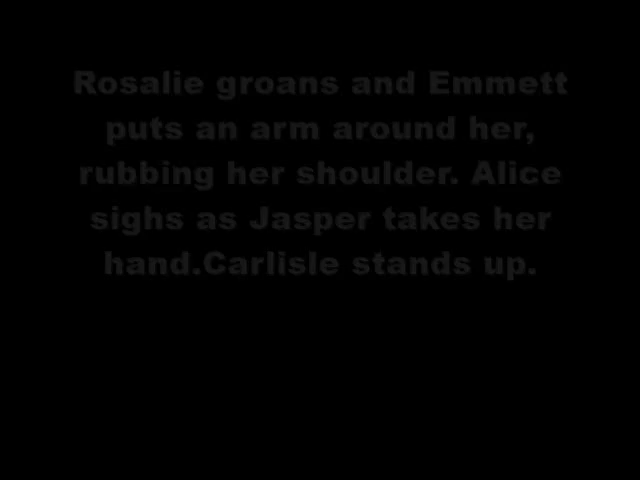 Rosalie groans and Emmett
puts an arm around her,
rubbing her shoulder. Alice
sighs as Jasper takes her
hand.Carlisle stands up.